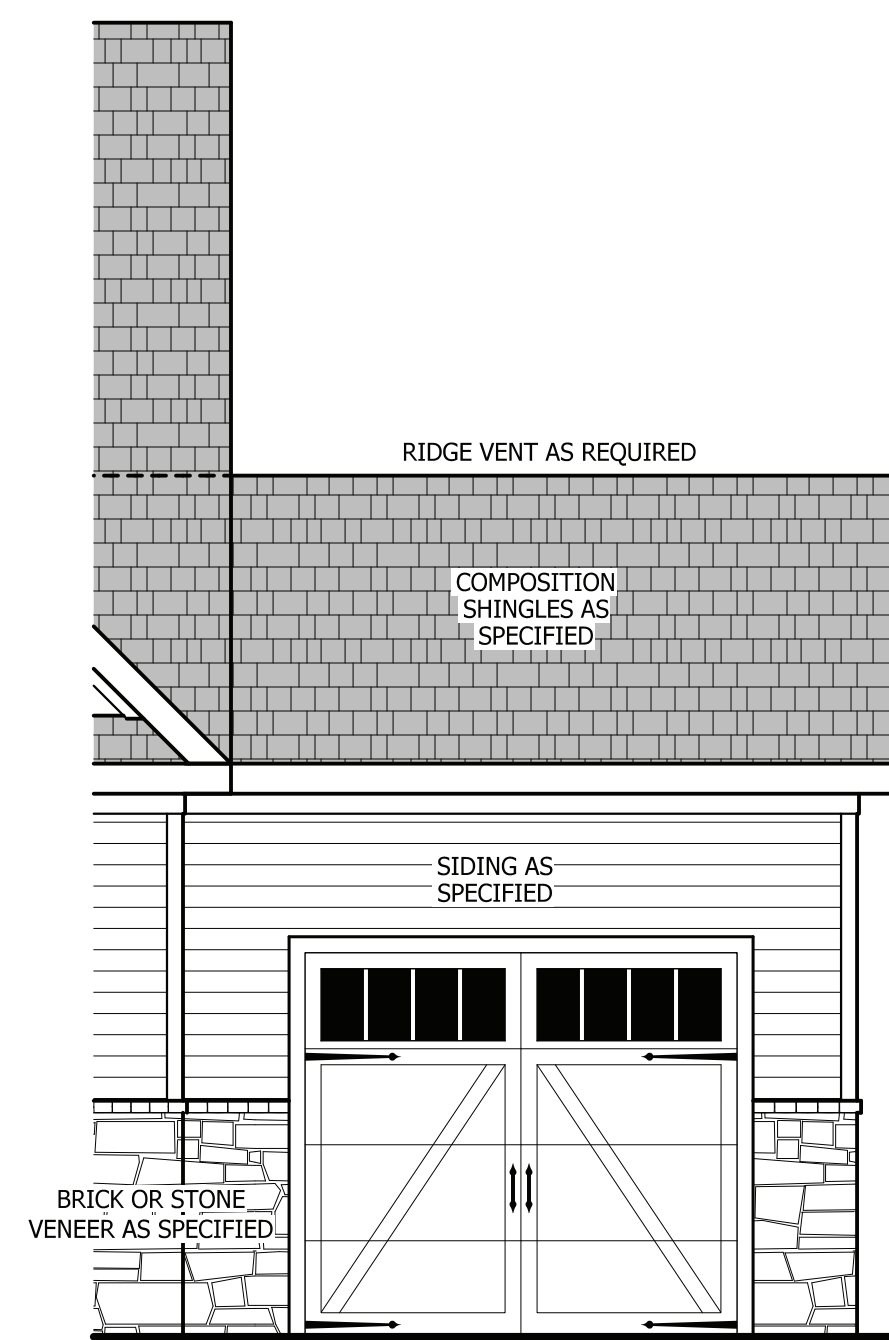 RIDGE VENT AS REQUIRED
COMPOSITION
SHINGLES AS
SPECIFIED
SIDING AS
SPECIFIED
BRICK OR STONE
VENEER AS SPECIFIED